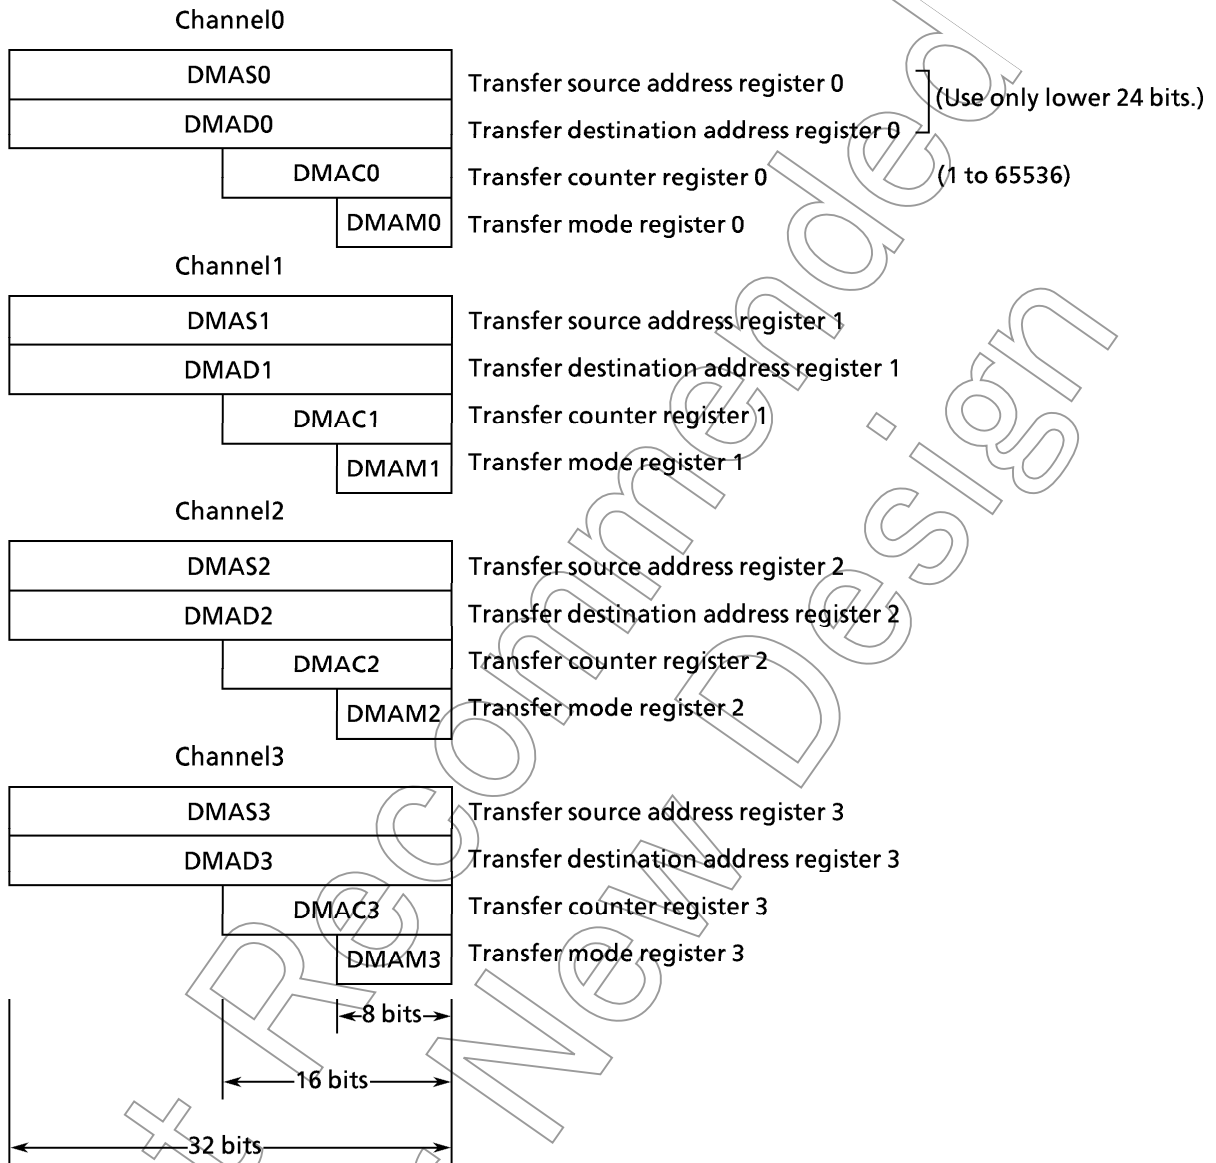 Channel0
DMAS0 Transfer source address register 0 (Use only lower 24 bits.)
DMAD0 Transfer destination address register 0
DMAC0 Transfer counter register 0 (1 to 65536)
DMAM0 Transfer mode register 0
Channel1
DMAS1 Transfer source address register 1
DMAD1 Transfer destination address register 1
DMAC1 Transfer counter register 1
DMAM1 Transfer mode register 1
Channel2
DMAS2 Transfer source address register 2
DMAD2 Transfer destination address register 2
DMAC2 Transfer counter register 2
DMAM2 Transfer mode register 2
Channel3
DMAS3 Transfer source address register 3
DMAD3 Transfer destination address register 3
DMAC3 Transfer counter register 3
DMAM3 Transfer mode register 3
8 bits
16 bits
32 bits
Recommended
New Design